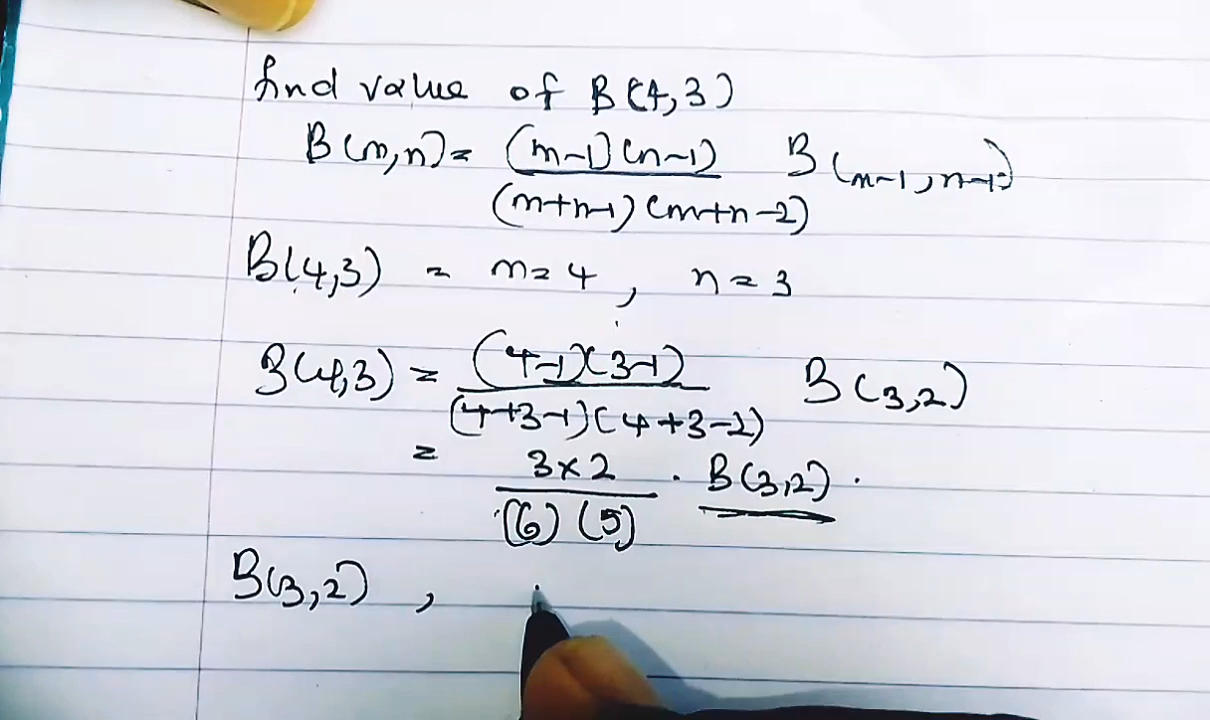 find value of B(4,3)
B(m,n) = (m-1)(n-1) B(m-1, n-1)
(m+n-1)(m+n-2)
B(4,3) = m=4, n=3
B(4,3) = (4-1)(3-1) B(3,2)
(4+3-1)(4+3-2)
= 3×2 . B(3,2) .
(6) (5)
B(3,2) ,